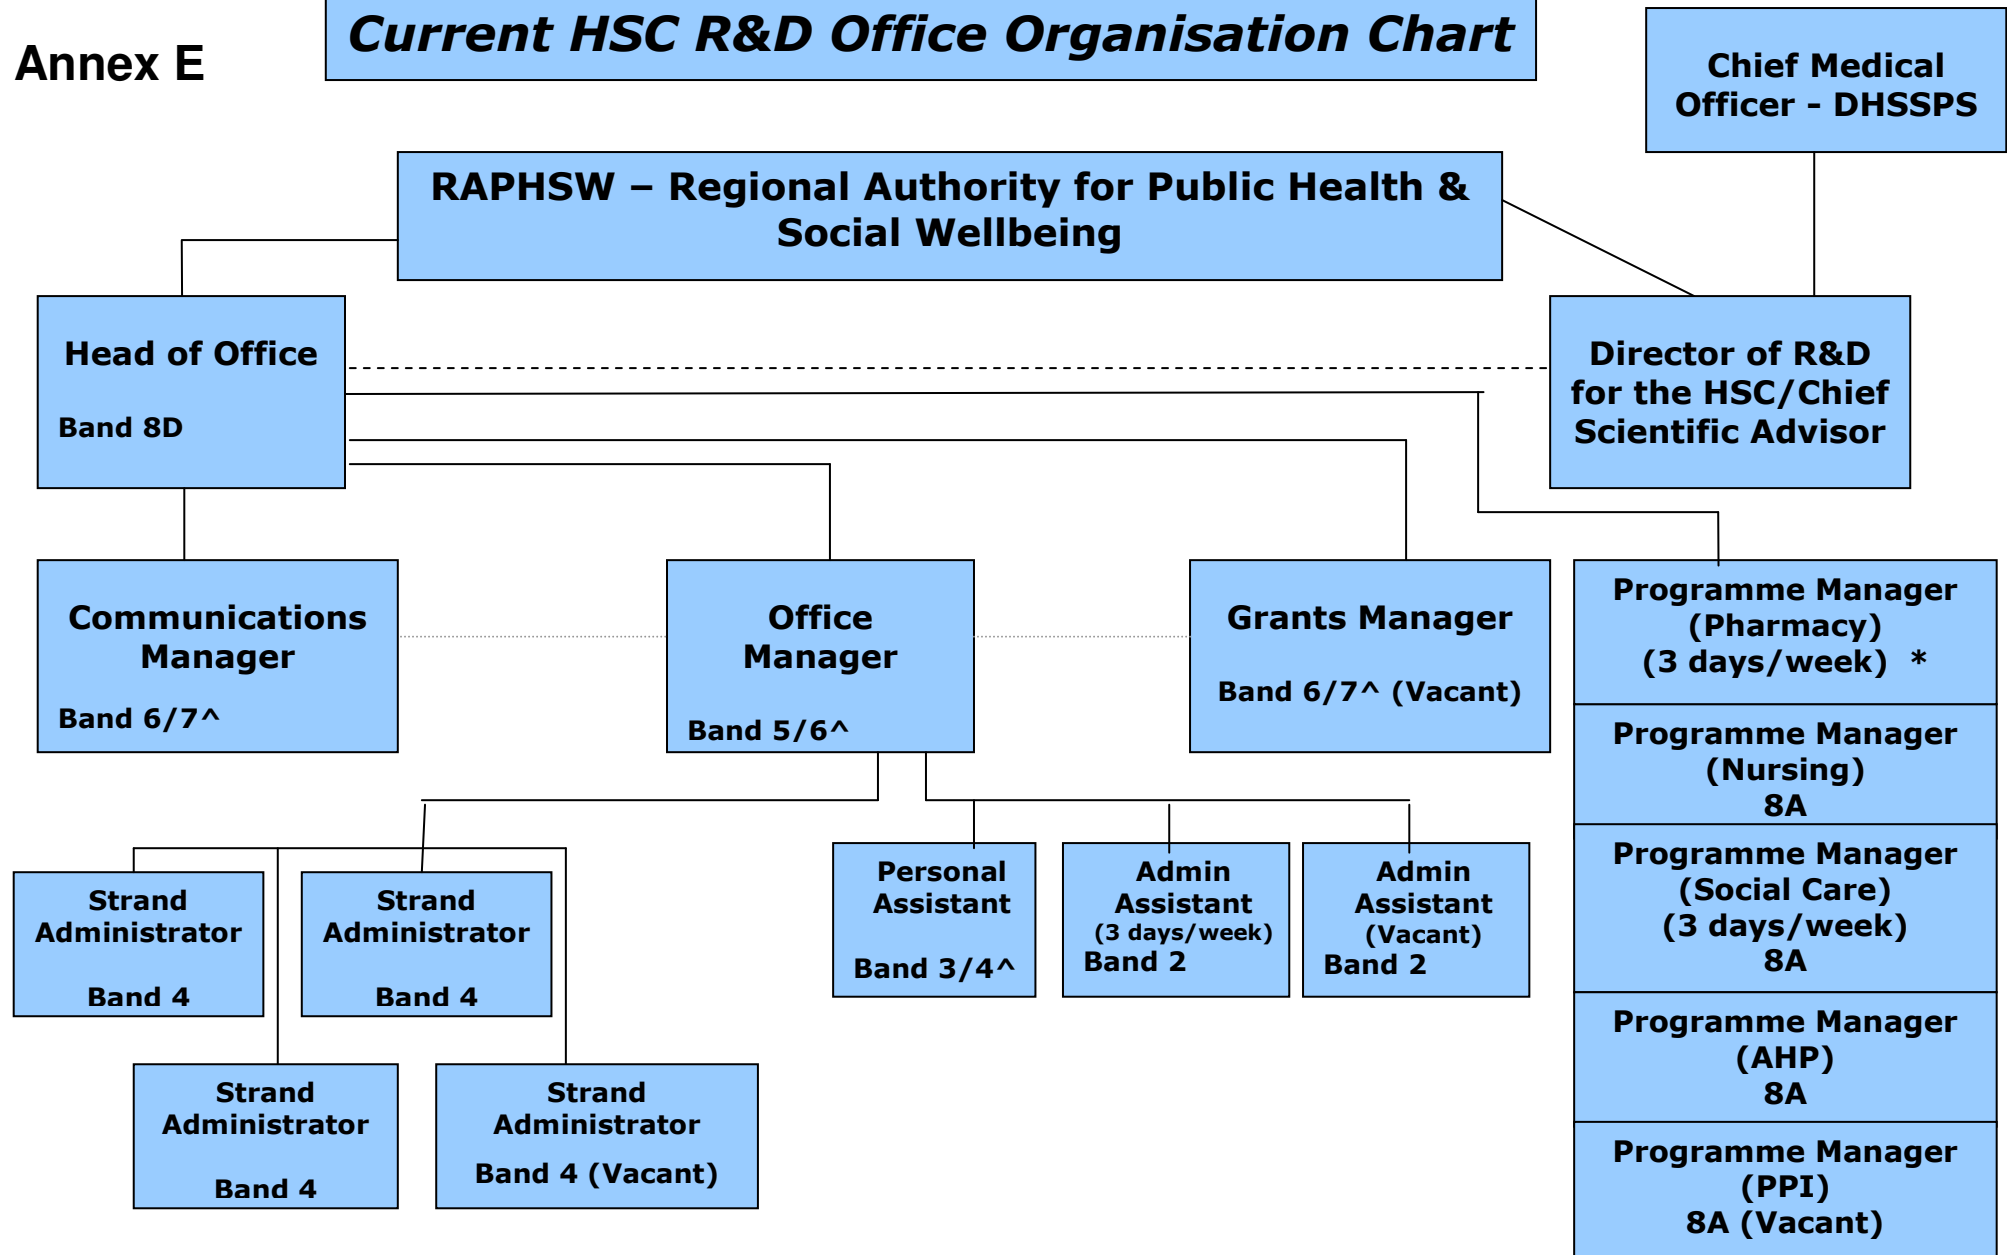 Current HSC R&D Office Organisation Chart
Annex E
Chief Medical
Officer - DHSSPS
RAPHSW – Regional Authority for Public Health &
Social Wellbeing
Head of Office
Band 8D
Director of R&D
for the HSC/Chief
Scientific Advisor
Communications
Manager
Band 6/7^
Office
Manager
Band 5/6^
Grants Manager
Band 6/7^ (Vacant)
Programme Manager
(Pharmacy)
(3 days/week) *
Programme Manager
(Nursing)
8A
Programme Manager
(Social Care)
(3 days/week)
8A
Programme Manager
(AHP)
8A
Programme Manager
(PPI)
8A (Vacant)
Strand
Administrator
Band 4
Strand
Administrator
Band 4
Personal
Assistant
Band 3/4^
Admin
Assistant
(3 days/week)
Band 2
Admin
Assistant
(Vacant)
Band 2
Strand
Administrator
Band 4
Strand
Administrator
Band 4 (Vacant)